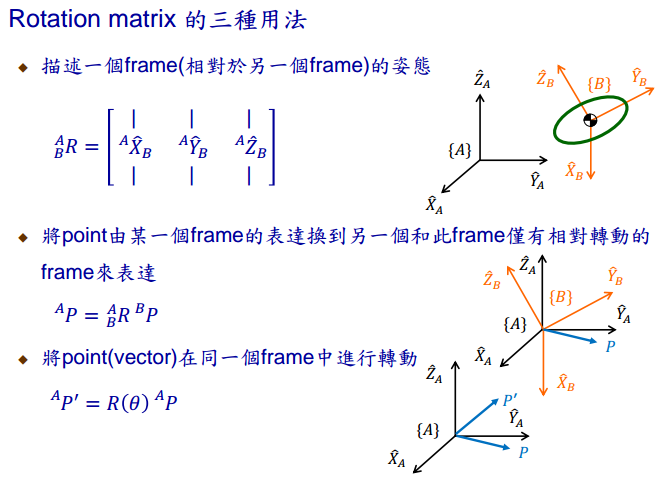 Rotation matrix 的三種用法
◆ 描述一個frame(相對於另一個frame)的姿態
$^A_BR = \begin{bmatrix} | & | & | \\ ^A\hat{X}_B & ^A\hat{Y}_B & ^A\hat{Z}_B \\ | & | & | \end{bmatrix}$
$\hat{Z}_A$
{A}
$\hat{Y}_A$
$\hat{X}_A$
$\hat{Z}_B$
{B}
$\hat{Y}_B$
$\hat{X}_B$
◆ 將point由某一個frame的表達換到另一個和此frame僅有相對轉動的
frame來表達
$^AP = {^A_BR}\,{^BP}$
$\hat{Z}_B$
$\hat{Z}_A$
$\hat{Y}_B$
{B}
{A}
$\hat{Y}_A$
P
$\hat{X}_A$
$\hat{X}_B$
◆ 將point(vector)在同一個frame中進行轉動
$^AP' = R(\theta)\,{^AP}$
$\hat{Z}_A$
P'
{A}
$\hat{Y}_A$
P
$\hat{X}_A$